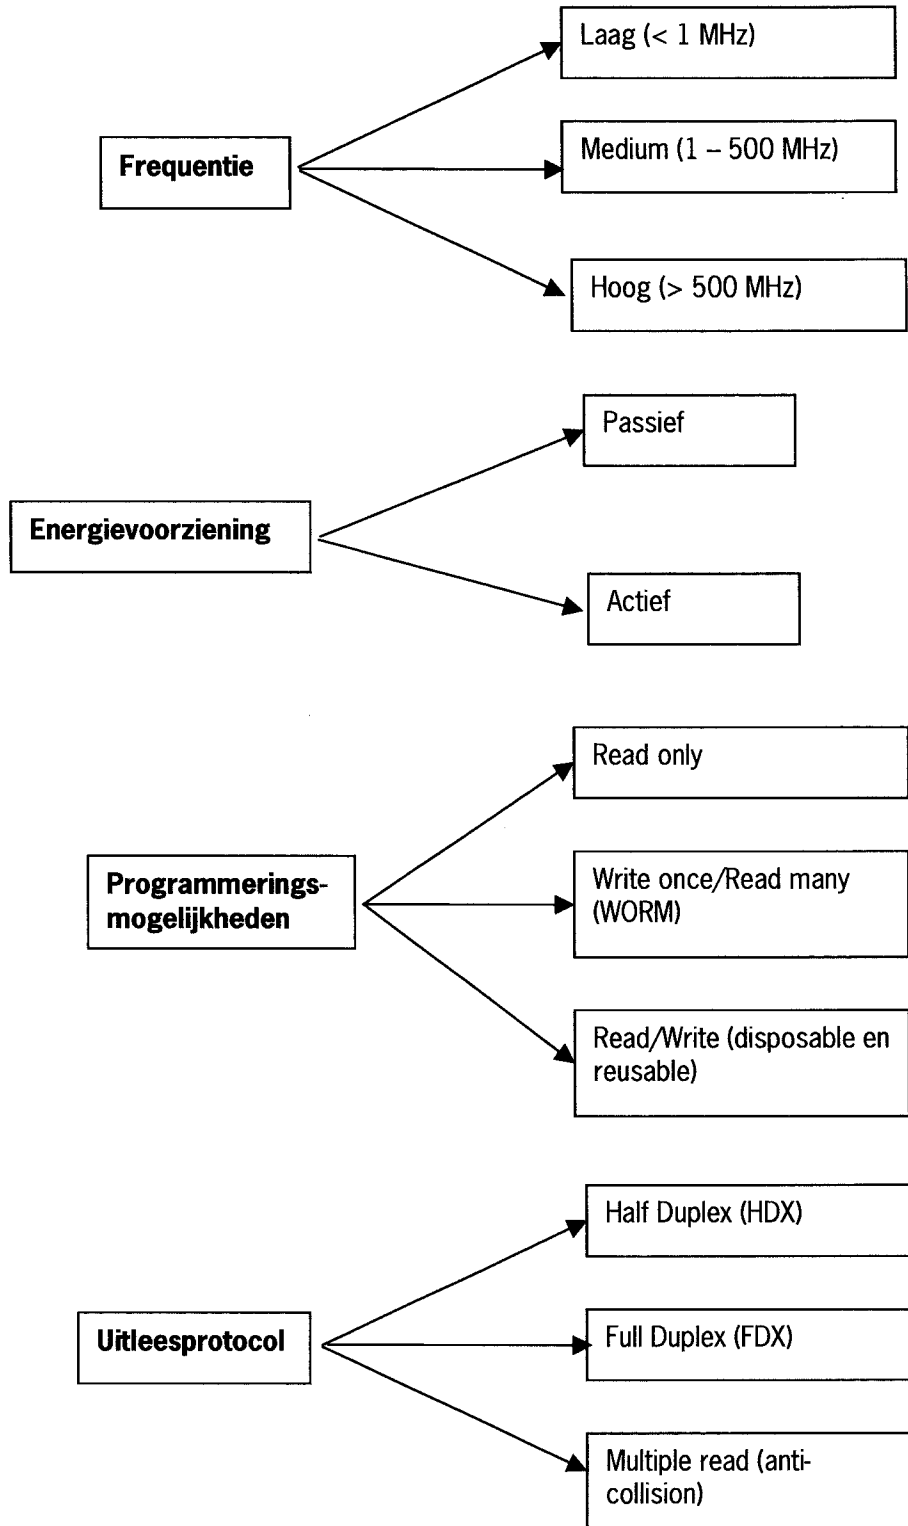 Laag (< 1 MHz)
Frequentie
Medium (1 – 500 MHz)
Hoog (> 500 MHz)
Passief
Energievoorziening
Actief
Read only
Programmerings-
mogelijkheden
Write once/Read many
(WORM)
Read/Write (disposable en
reusable)
Half Duplex (HDX)
Uitleesprotocol
Full Duplex (FDX)
Multiple read (anti-
collision)